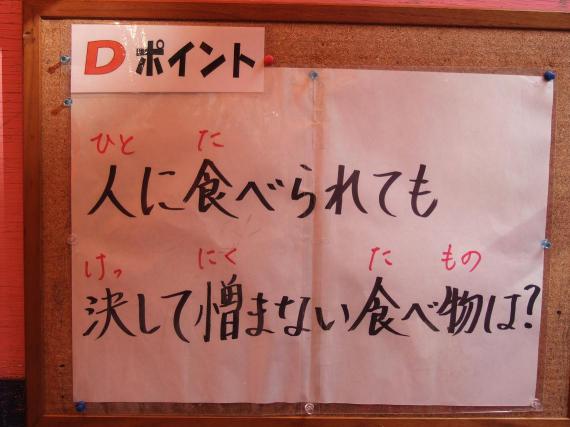 Dポイント
ひと た
人に食べられても
けっ にく た もの
決して憎まない食べ物は?